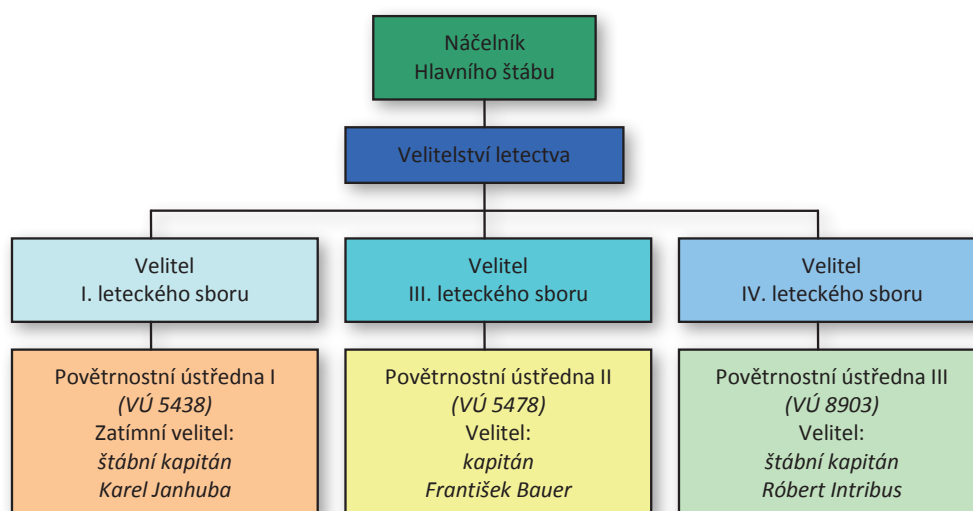 Náčelník
Hlavního štábu
Velitelství letectva
Velitel
I. leteckého sboru
Velitel
III. leteckého sboru
Velitel
IV. leteckého sboru
Povětrnostní ústředna I
(VÚ 5438)
Zatímní velitel:
štábní kapitán
Karel Janhuba
Povětrnostní ústředna II
(VÚ 5478)
Velitel:
kapitán
František Bauer
Povětrnostní ústředna III
(VÚ 8903)
Velitel:
štábní kapitán
Róbert Intribus